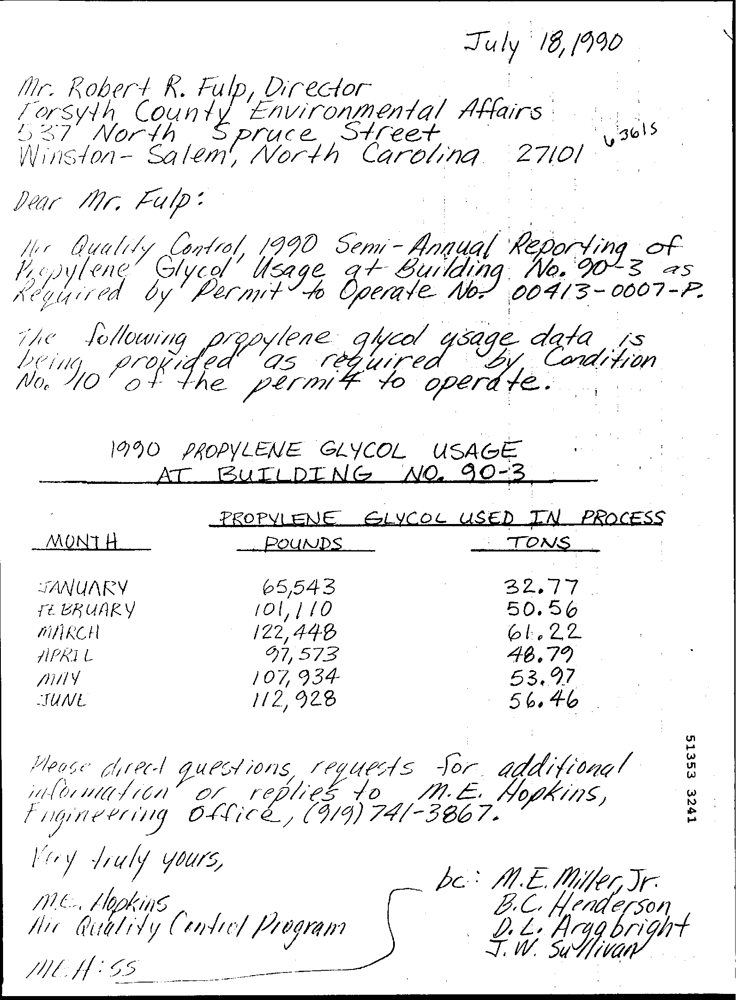 July 18, 1990
Mr. Robert R. Fulp, Director
Forsyth County Environmental Affairs
537 North Spruce Street
Winston-Salem, North Carolina 27101
Dear Mr. Fulp:
Air Quality Control, 1990 Semi-Annual Reporting of
Propylene Glycol Usage at Building No. 90-3 as
Required by Permit to Operate No. 00413-0007-P.
The following propylene glycol usage data is
being provided as required by Condition
No. 10 of the permit to operate.
1990 PROPYLENE GLYCOL USAGE
AT BUILDING NO. 90-3
PROPYLENE GLYCOL USED IN PROCESS
MONTH POUNDS TONS
JANUARY 65,543 32.77
FEBRUARY 101,110 50.56
MARCH 122,448 61.22
APRIL 97,573 48.79
MAY 107,934 53.97
JUNE 112,928 56.46
Please direct questions, requests for additional
information or replies to M.E. Hopkins,
Engineering Office, (919) 741-3867.
Very truly yours,
M.E. Hopkins
Air Quality Control Program
MEH:SS
bc: M.E. Miller, Jr.
B.C. Henderson
D.L. Argabright
J.W. Sullivan
51353 3241